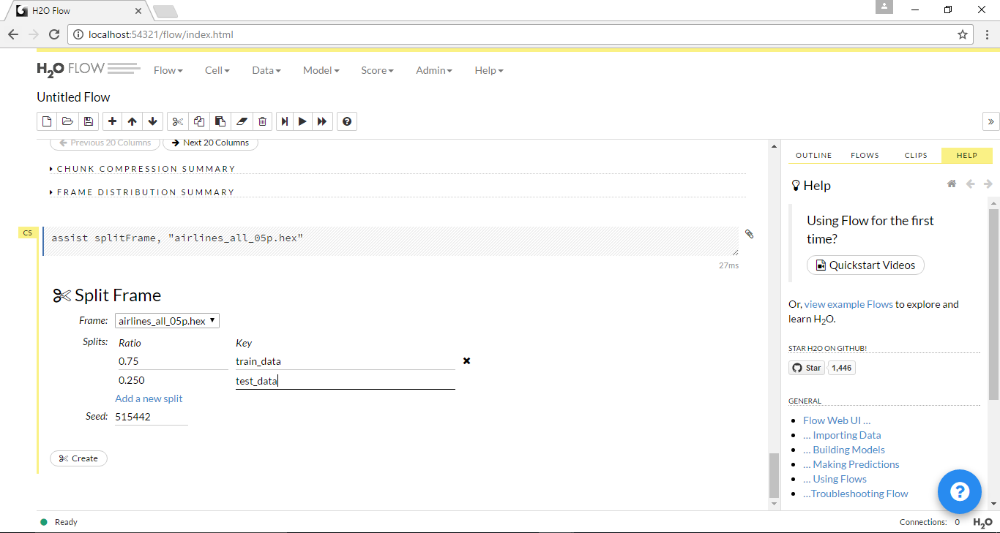 H2O Flow
localhost:54321/flow/index.html
H2O FLOW Flow Cell Data Model Score Admin Help
Untitled Flow
Previous 20 Columns Next 20 Columns
CHUNK COMPRESSION SUMMARY
FRAME DISTRIBUTION SUMMARY
CS
assist splitFrame, "airlines_all_05p.hex"
27ms
Split Frame
Frame: airlines_all_05p.hex
Splits: Ratio Key
0.75 train_data
0.250 test_data
Add a new split
Seed: 515442
Create
OUTLINE FLOWS CLIPS HELP
Help
Using Flow for the first
time?
Quickstart Videos
Or, view example Flows to explore and
learn H2O.
STAR H2O ON GITHUB!
Star 1,446
GENERAL
Flow Web UI ...
... Importing Data
... Building Models
... Making Predictions
... Using Flows
...Troubleshooting Flow
Ready
Connections: 0 H2O